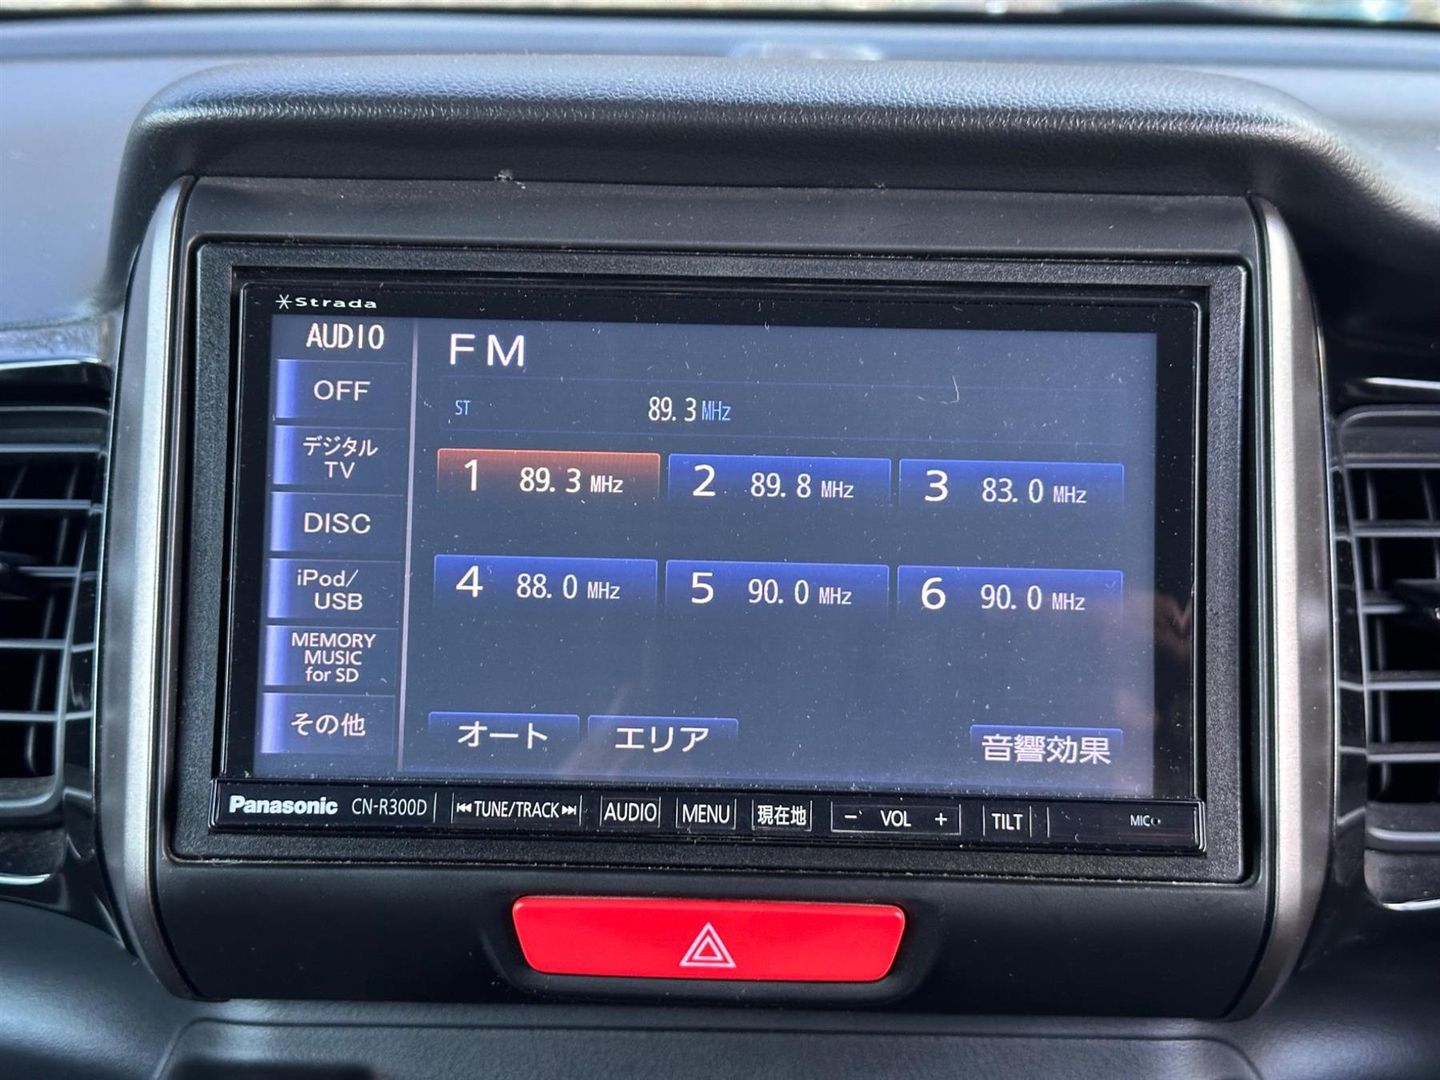 Strada
AUDIO
OFF
デジタル
TV
DISC
iPod/
USB
MEMORY
MUSIC
for SD
その他
FM
ST 89.3 MHz
1 89.3 MHz 2 89.8 MHz 3 83.0 MHz
4 88.0 MHz 5 90.0 MHz 6 90.0 MHz
オート エリア 音響効果
Panasonic CN-R300D TUNE/TRACK AUDIO MENU 現在地 − VOL + TILT MIC